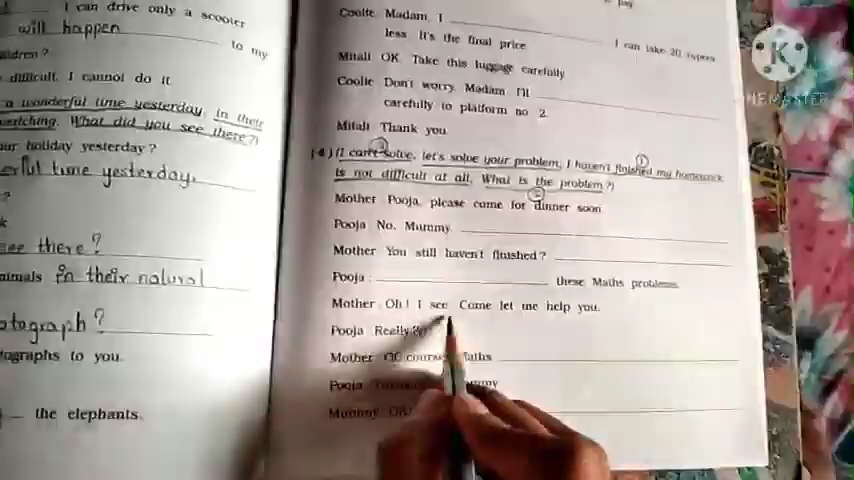 I can drive only a scooter
will happen
to my
difficult. I cannot do it
a wonderful time yesterday, in their
What did you see there?)
ur holiday yesterday?
erful time yesterday.
?
see there?
nimals in their natural
otograph?
tographs to you.
the elephants.
pay
Coolie Madam, I
I can take 20 rupees
less It's the final price
Mitali OK. Take this luggage carefully
Coolie Don't worry. Madam I'll
carefully to platform no 2.
Mitali Thank you.
(4) (I can't solve, let's solve your problem, I haven't finished my homework,
is not difficult at all, What is the problem?)
Mother Pooja, please come for dinner soon
Pooja No, Mummy.
Mother You still haven't finished?
Pooja : these Maths problems.
Mother Oh! I see Come let me help you.
Pooja Really?
Mother Of course Maths
Pooja
Mummy OK!
K
NEMASTER